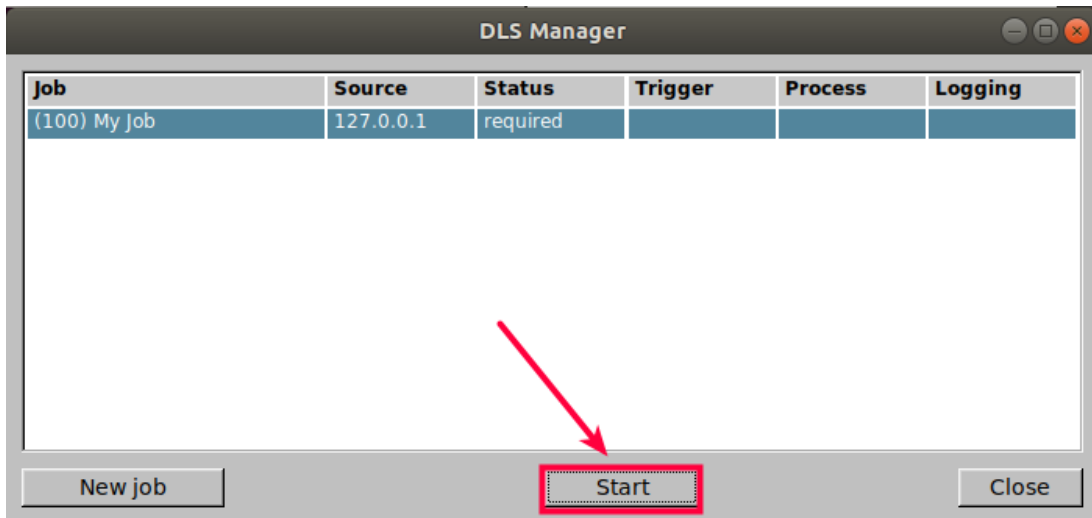 DLS Manager
Job Source Status Trigger Process Logging
(100) My Job 127.0.0.1 required
New job Start Close